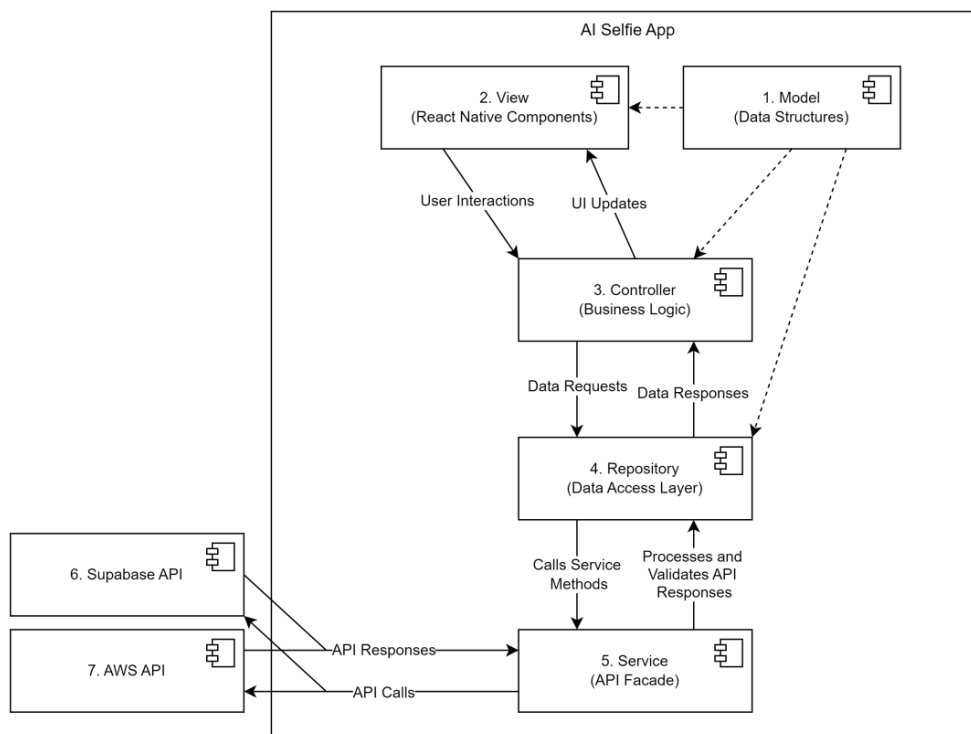 AI Selfie App
2. View
(React Native Components)
1. Model
(Data Structures)
User Interactions
UI Updates
3. Controller
(Business Logic)
Data Requests
Data Responses
4. Repository
(Data Access Layer)
Calls Service
Methods
Processes and
Validates API
Responses
6. Supabase API
7. AWS API
API Responses
API Calls
5. Service
(API Facade)